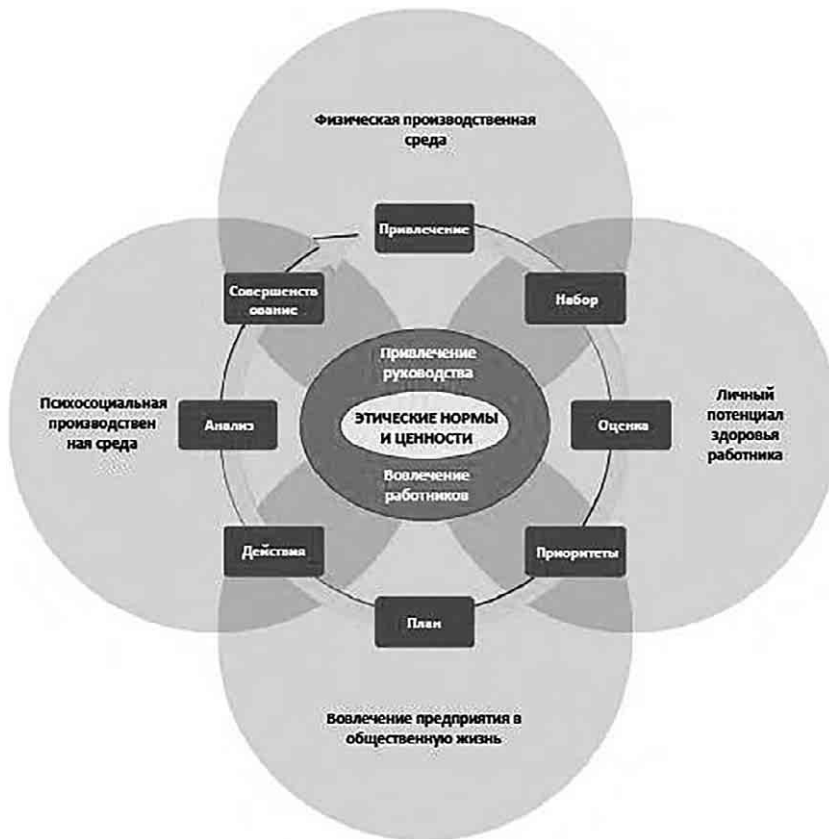 Физическая производственная
среда
Привлечение
Совершенств
ование
Набор
Привлечение
руководства
Психосоциальная
производствен
ная среда
Анализ
ЭТИЧЕСКИЕ НОРМЫ
И ЦЕННОСТИ
Оценка
Личный
потенциал
здоровья
работника
Вовлечение
работников
Действия
Приоритеты
План
Вовлечение предприятия в
общественную жизнь